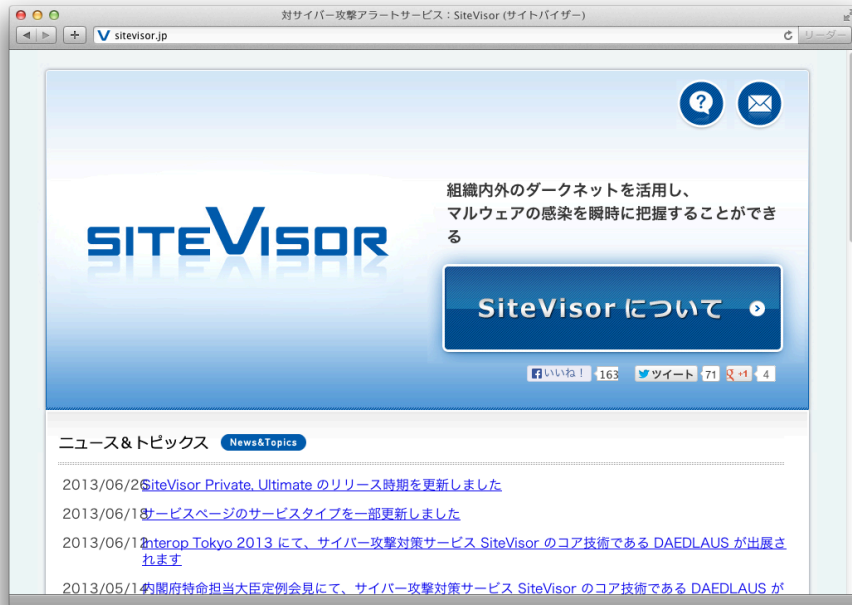 対サイバー攻撃アラートサービス：SiteVisor (サイトバイザー)
sitevisor.jp
リーダー
SITEVISOR
組織内外のダークネットを活用し、
マルウェアの感染を瞬時に把握することができ
る
SiteVisor について
いいね！ 163 ツイート 71 g +1 4
ニュース＆トピックス News&Topics
2013/06/26 SiteVisor Private, Ultimate のリリース時期を更新しました
2013/06/18 サービスページのサービスタイプを一部更新しました
2013/06/12 Interop Tokyo 2013 にて、サイバー攻撃対策サービス SiteVisor のコア技術である DAEDLAUS が出展さ
れます
2013/05/14 内閣府特命担当大臣定例会見にて、サイバー攻撃対策サービス SiteVisor のコア技術である DAEDLAUS が